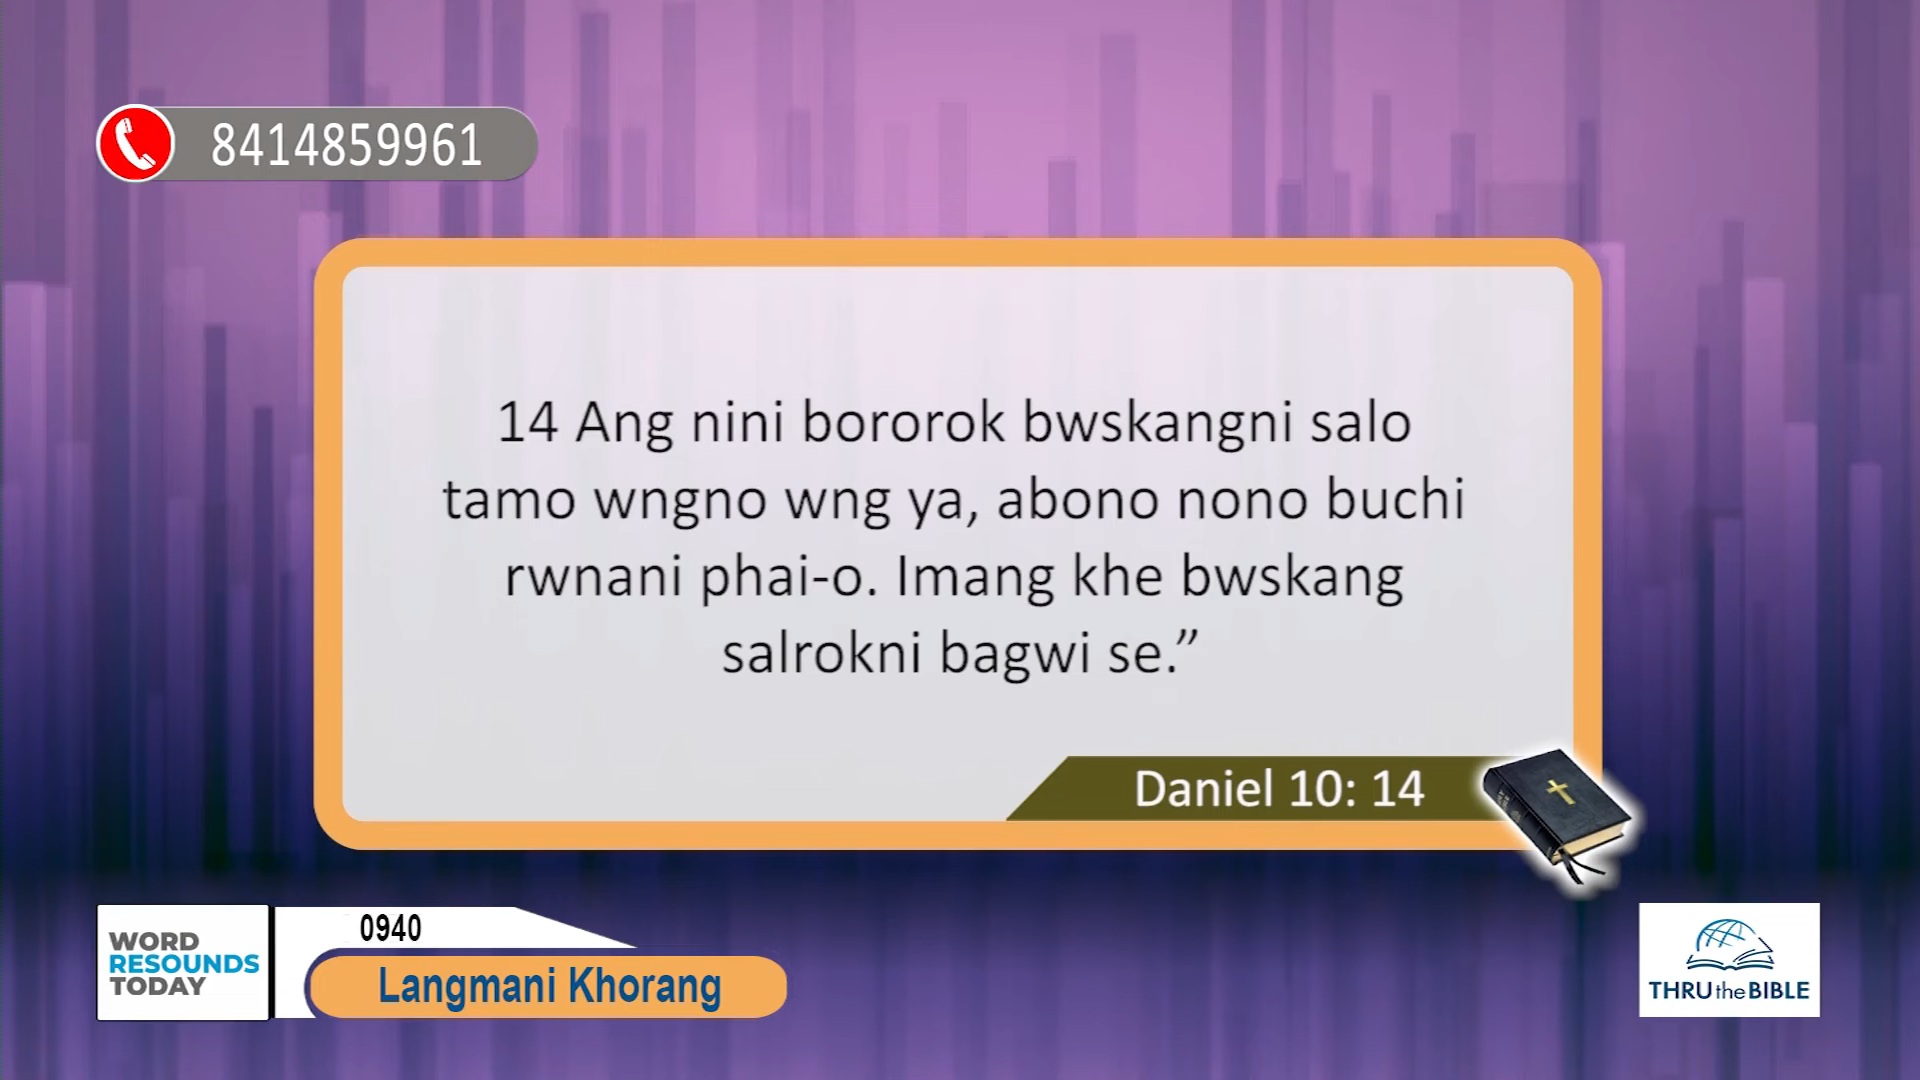 8414859961
14 Ang nini bororok bwskangni salo
tamo wngno wng ya, abono nono buchi
rwnani phai-o. Imang khe bwskang
salrokni bagwi se.”
Daniel 10: 14
WORD
RESOUNDS
TODAY
0940
Langmani Khorang
THRU the BIBLE